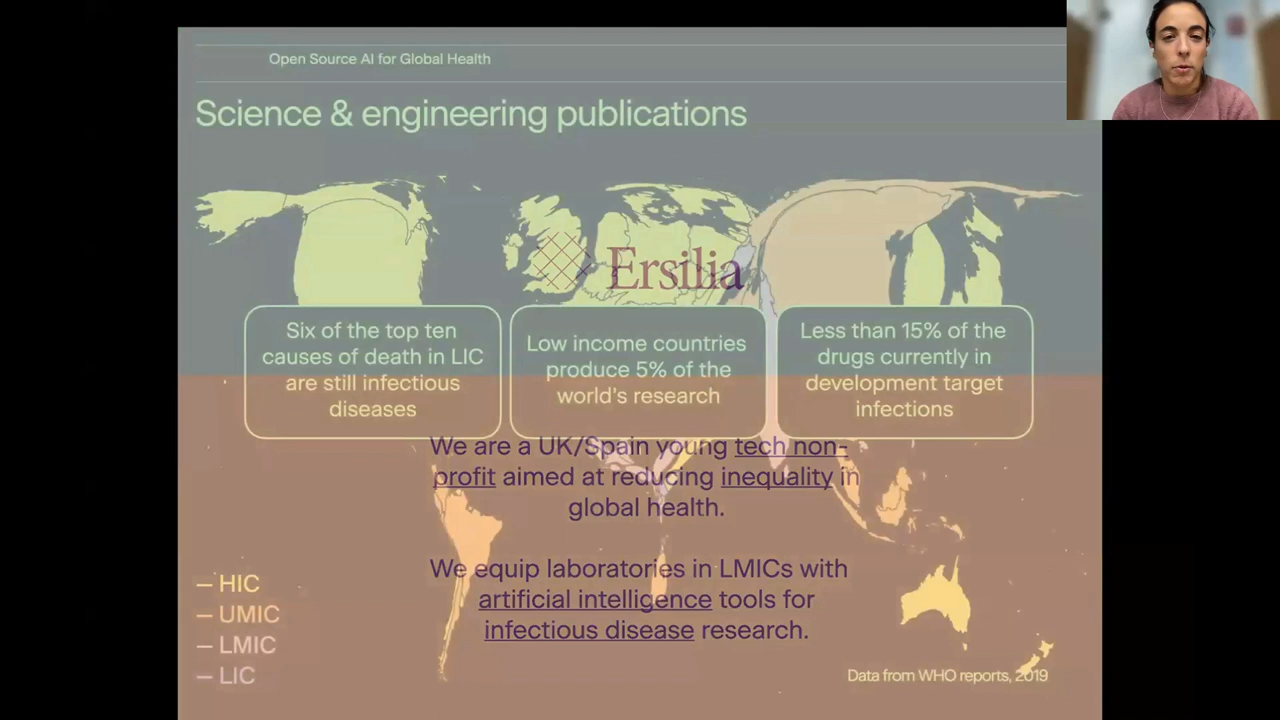 Open Source AI for Global Health
Science & engineering publications
Ersilia
Six of the top ten
causes of death in LIC
are still infectious
diseases
Low income countries
produce 5% of the
world's research
Less than 15% of the
drugs currently in
development target
infections
We are a UK/Spain young tech non-
profit aimed at reducing inequality in
global health.
We equip laboratories in LMICs with
artificial intelligence tools for
infectious disease research.
— HIC
— UMIC
— LMIC
— LIC
Data from WHO reports, 2019